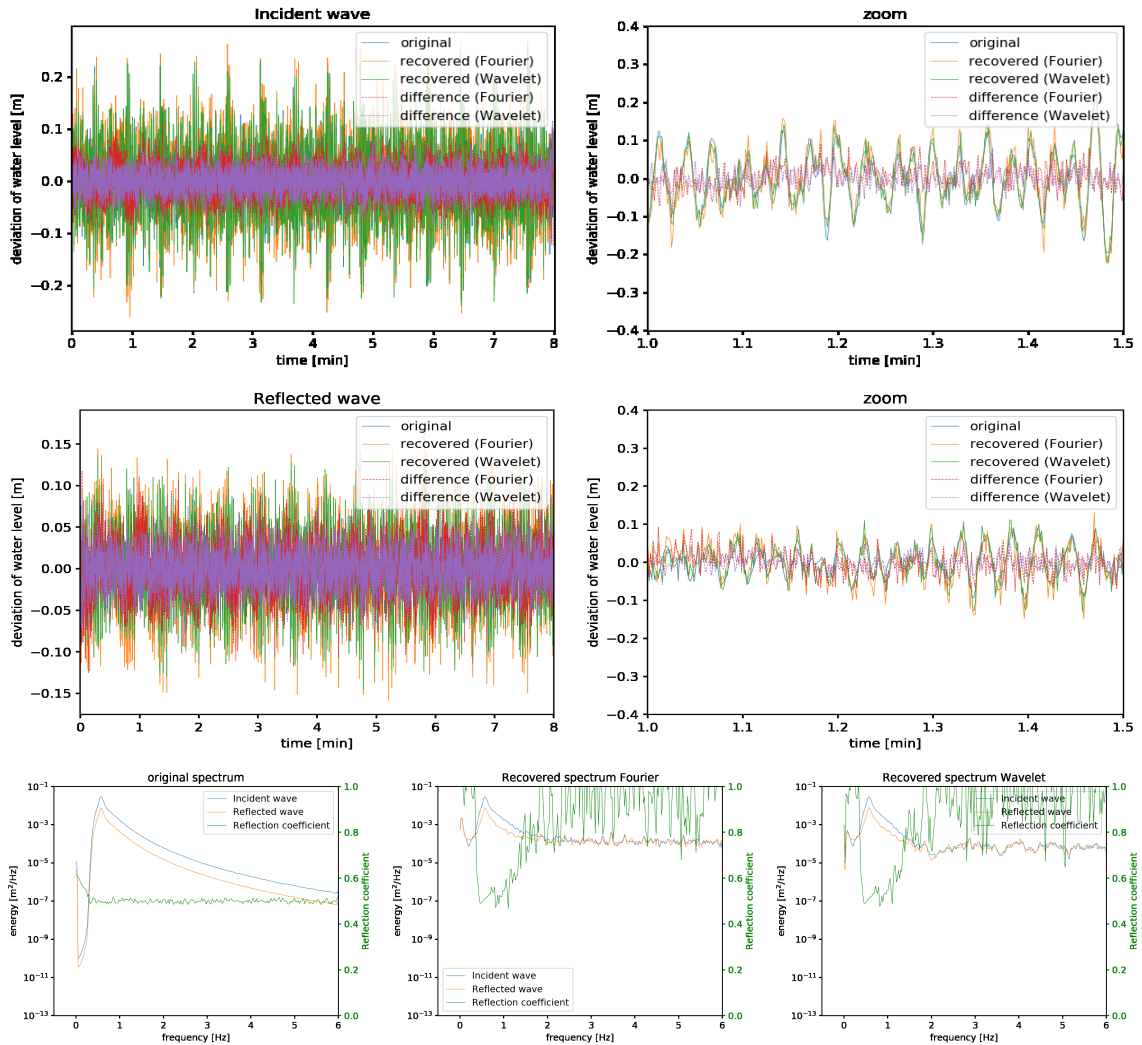 Incident wave
deviation of water level [m]
0.2
0.1
0.0
−0.1
−0.2
original
recovered (Fourier)
recovered (Wavelet)
difference (Fourier)
difference (Wavelet)
0 1 2 3 4 5 6 7 8
time [min]
zoom
deviation of water level [m]
0.4
0.3
0.2
0.1
0.0
−0.1
−0.2
−0.3
−0.4
original
recovered (Fourier)
recovered (Wavelet)
difference (Fourier)
difference (Wavelet)
1.0 1.1 1.2 1.3 1.4 1.5
time [min]
Reflected wave
deviation of water level [m]
0.15
0.10
0.05
0.00
−0.05
−0.10
−0.15
original
recovered (Fourier)
recovered (Wavelet)
difference (Fourier)
difference (Wavelet)
0 1 2 3 4 5 6 7 8
time [min]
zoom
deviation of water level [m]
0.4
0.3
0.2
0.1
0.0
−0.1
−0.2
−0.3
−0.4
original
recovered (Fourier)
recovered (Wavelet)
difference (Fourier)
difference (Wavelet)
1.0 1.1 1.2 1.3 1.4 1.5
time [min]
original spectrum
energy [m²/Hz]
10⁻¹
10⁻³
10⁻⁵
10⁻⁷
10⁻⁹
10⁻¹¹
10⁻¹³
Incident wave
Reflected wave
Reflection coefficient
1.0
0.8
0.6
0.4
0.2
0.0
Reflection coefficient
0 1 2 3 4 5 6
frequency [Hz]
Recovered spectrum Fourier
energy [m²/Hz]
10⁻¹
10⁻³
10⁻⁵
10⁻⁷
10⁻⁹
10⁻¹¹
10⁻¹³
Incident wave
Reflected wave
Reflection coefficient
1.0
0.8
0.6
0.4
0.2
0.0
Reflection coefficient
0 1 2 3 4 5 6
frequency [Hz]
Recovered spectrum Wavelet
energy [m²/Hz]
10⁻¹
10⁻³
10⁻⁵
10⁻⁷
10⁻⁹
10⁻¹¹
10⁻¹³
Incident wave
Reflected wave
Reflection coefficient
1.0
0.8
0.6
0.4
0.2
0.0
Reflection coefficient
0 1 2 3 4 5 6
frequency [Hz]